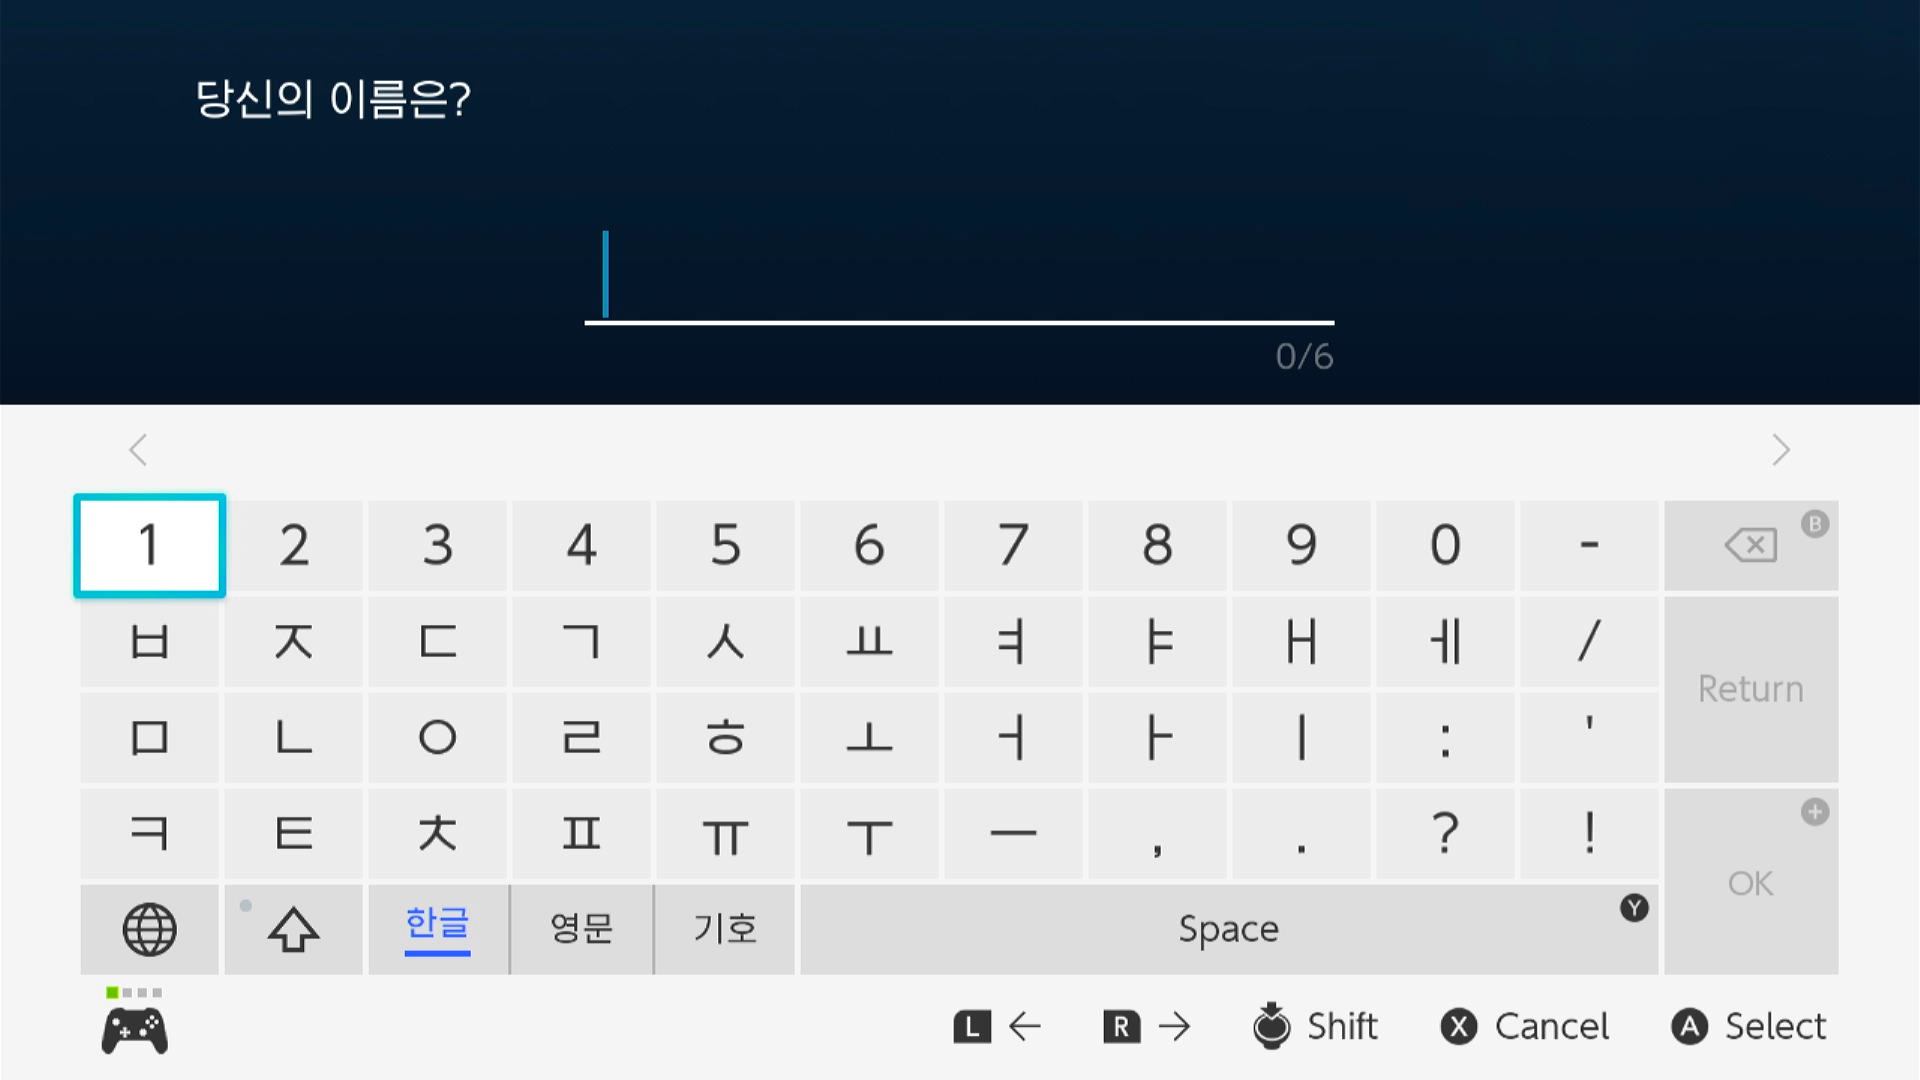 당신의 이름은?
0/6
1 2 3 4 5 6 7 8 9 0 - B
ㅂ ㅈ ㄷ ㄱ ㅅ ㅛ ㅕ ㅑ ㅐ ㅔ / Return
ㅁ ㄴ ㅇ ㄹ ㅎ ㅗ ㅓ ㅏ ㅣ : '
ㅋ ㅌ ㅊ ㅍ ㅠ ㅜ ㅡ , . ? ! OK
한글 영문 기호 Space Y
L ← R → Shift X Cancel A Select